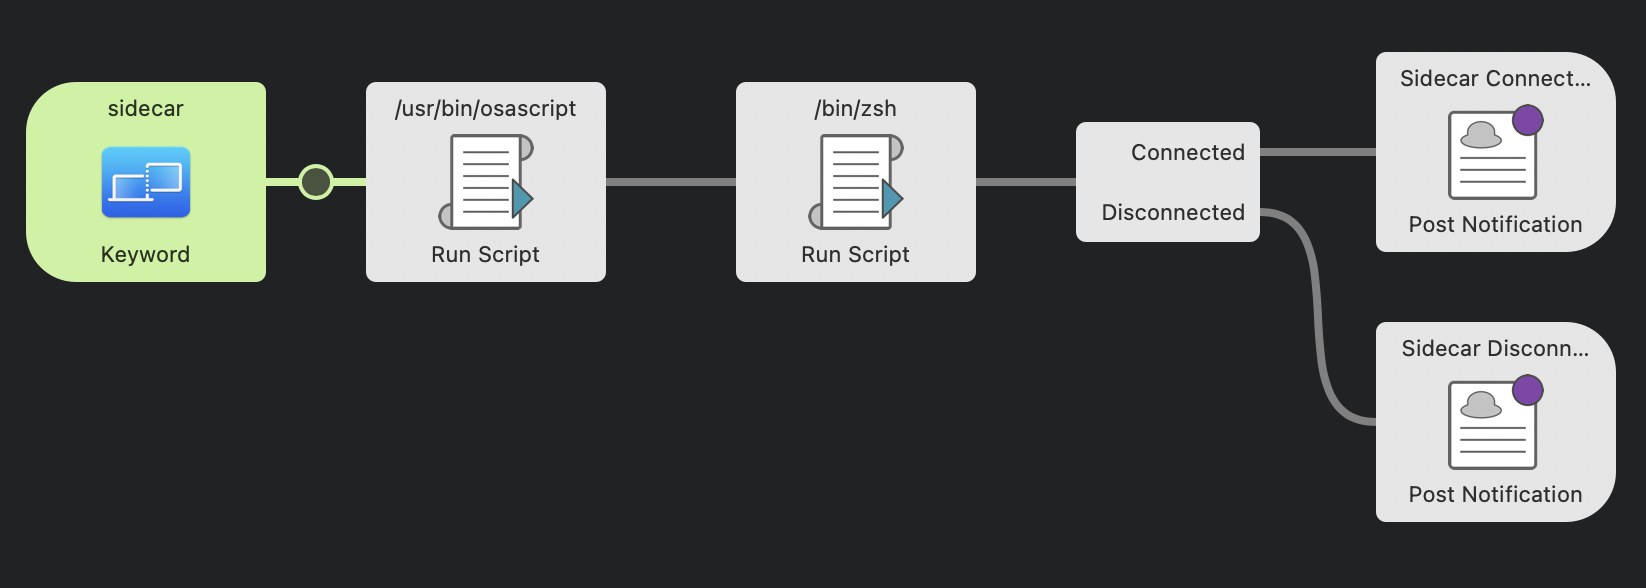 sidecar
Keyword
/usr/bin/osascript
Run Script
/bin/zsh
Run Script
Connected
Disconnected
Sidecar Connect...
Post Notification
Sidecar Disconn...
Post Notification